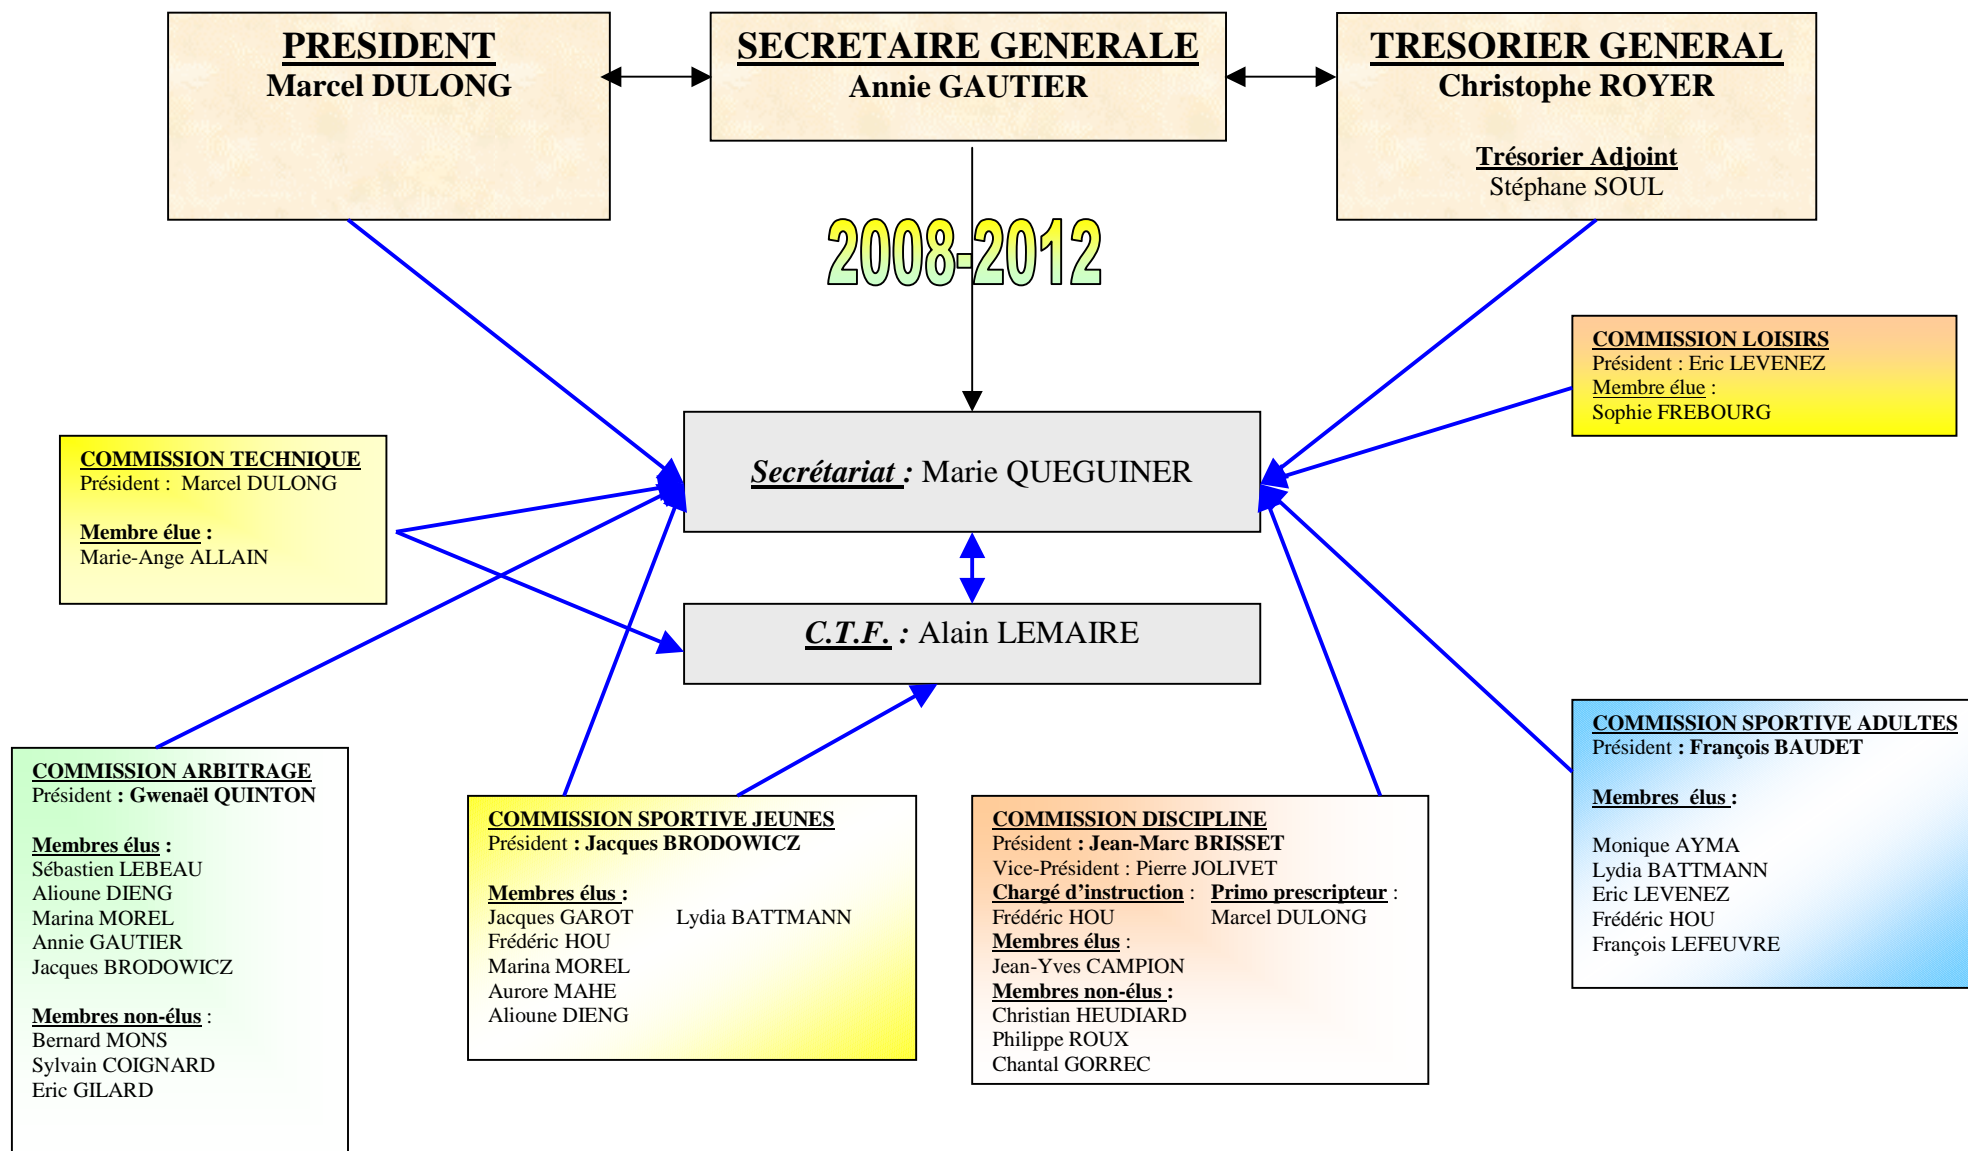 PRESIDENT
Marcel DULONG
SECRETAIRE GENERALE
Annie GAUTIER
TRESORIER GENERAL
Christophe ROYER
Trésorier Adjoint
Stéphane SOUL
2008-2012
COMMISSION LOISIRS
Président : Eric LEVENEZ
Membre élue :
Sophie FREBOURG
COMMISSION TECHNIQUE
Président : Marcel DULONG
Membre élue :
Marie-Ange ALLAIN
Secrétariat : Marie QUEGUINER
C.T.F. : Alain LEMAIRE
COMMISSION ARBITRAGE
Président : Gwenaël QUINTON
Membres élus :
Sébastien LEBEAU
Alioune DIENG
Marina MOREL
Annie GAUTIER
Jacques BRODOWICZ
Membres non-élus :
Bernard MONS
Sylvain COIGNARD
Eric GILARD
COMMISSION SPORTIVE JEUNES
Président : Jacques BRODOWICZ
Membres élus :
Jacques GAROT Lydia BATTMANN
Frédéric HOU
Marina MOREL
Aurore MAHE
Alioune DIENG
COMMISSION DISCIPLINE
Président : Jean-Marc BRISSET
Vice-Président : Pierre JOLIVET
Chargé d'instruction : Primo prescripteur :
Frédéric HOU Marcel DULONG
Membres élus :
Jean-Yves CAMPION
Membres non-élus :
Christian HEUDIARD
Philippe ROUX
Chantal GORREC
COMMISSION SPORTIVE ADULTES
Président : François BAUDET
Membres élus :
Monique AYMA
Lydia BATTMANN
Eric LEVENEZ
Frédéric HOU
François LEFEUVRE